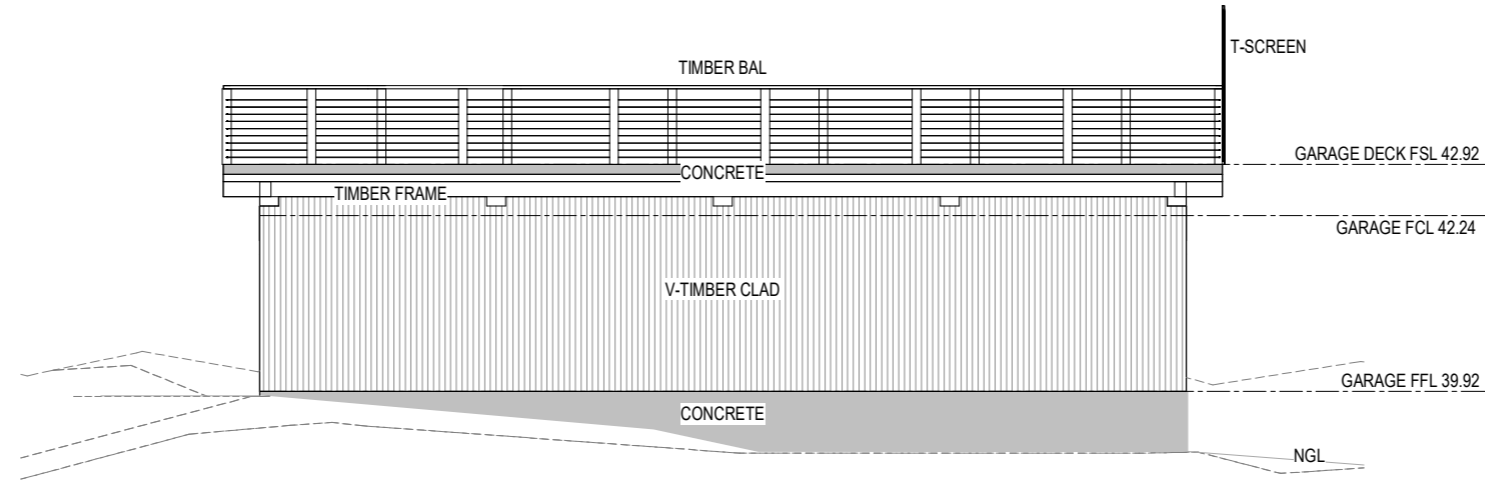 T-SCREEN
TIMBER BAL
GARAGE DECK FSL 42.92
CONCRETE
TIMBER FRAME
GARAGE FCL 42.24
V-TIMBER CLAD
GARAGE FFL 39.92
CONCRETE
NGL